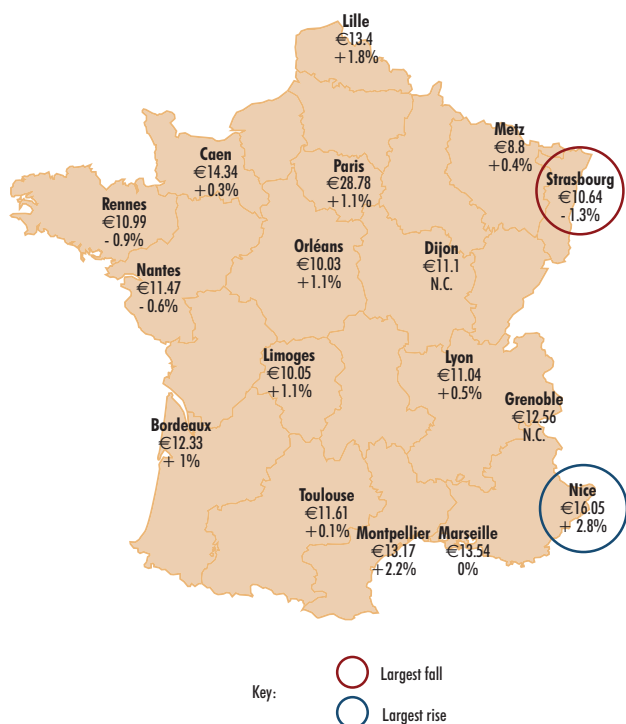 Lille
€13.4
+1.8%
Metz
€8.8
+0.4%
Caen
€14.34
+0.3%
Paris
€28.78
+1.1%
Strasbourg
€10.64
- 1.3%
Rennes
€10.99
- 0.9%
Orléans
€10.03
+1.1%
Dijon
€11.1
N.C.
Nantes
€11.47
- 0.6%
Limoges
€10.05
+1.1%
Lyon
€11.04
+0.5%
Grenoble
€12.56
N.C.
Bordeaux
€12.33
+ 1%
Toulouse
€11.61
+0.1%
Nice
€16.05
+ 2.8%
Montpellier
€13.17
+2.2%
Marseille
€13.54
0%
Key:
Largest fall
Largest rise